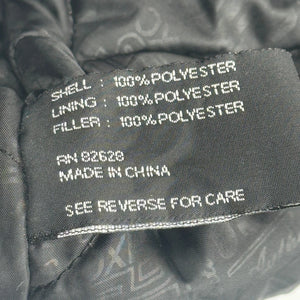 SHELL : 100% POLYESTER
LINING : 100% POLYESTER
FILLER : 100% POLYESTER
RN 82628
MADE IN CHINA
SEE REVERSE FOR CARE